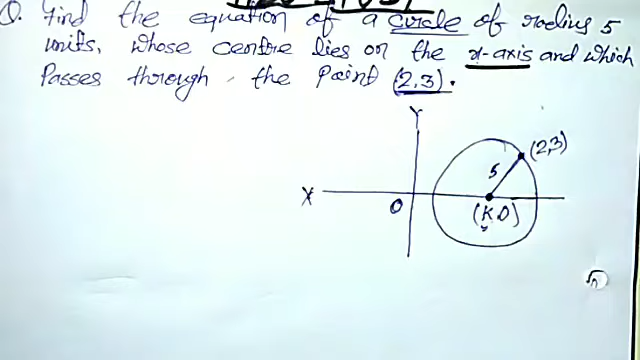 Q. Find the equation of a circle of radius 5
units, whose centre lies on the x-axis and which
Passes through the Point (2,3).
Y
(2,3)
5
X
O
(K,0)